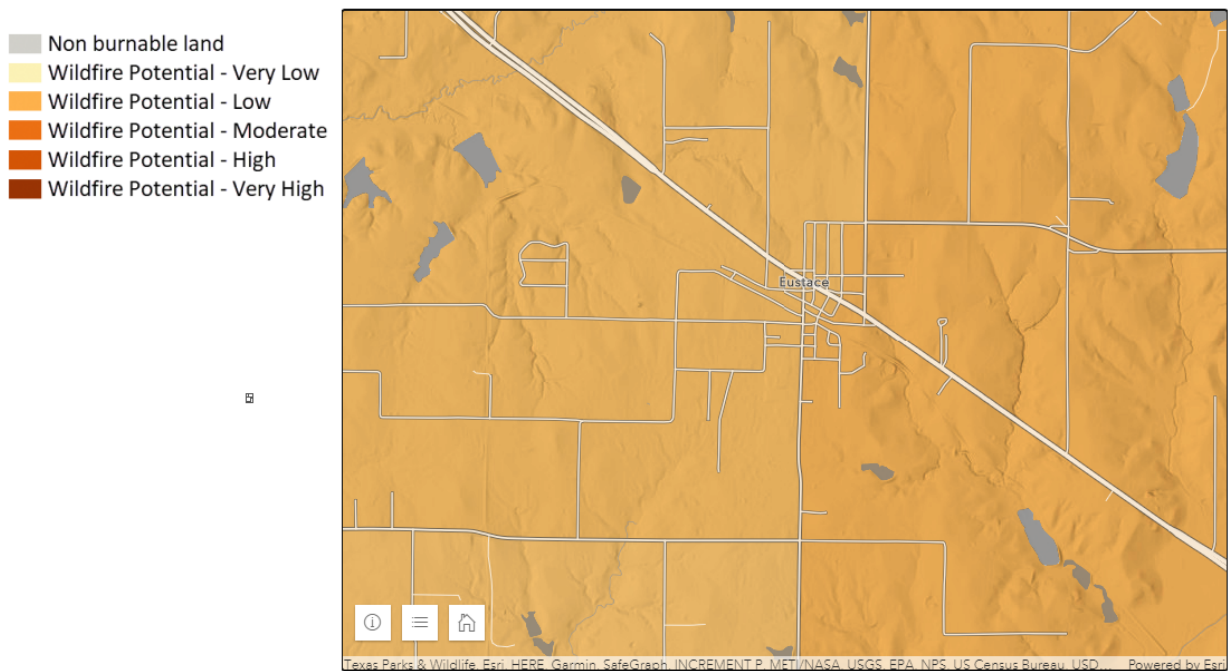 Non burnable land
Wildfire Potential - Very Low
Wildfire Potential - Low
Wildfire Potential - Moderate
Wildfire Potential - High
Wildfire Potential - Very High
Eustace
Texas Parks & Wildlife, Esri, HERE, Garmin, SafeGraph, INCREMENT P, METI/NASA, USGS, EPA, NPS, US Census Bureau, USD... Powered by Esri